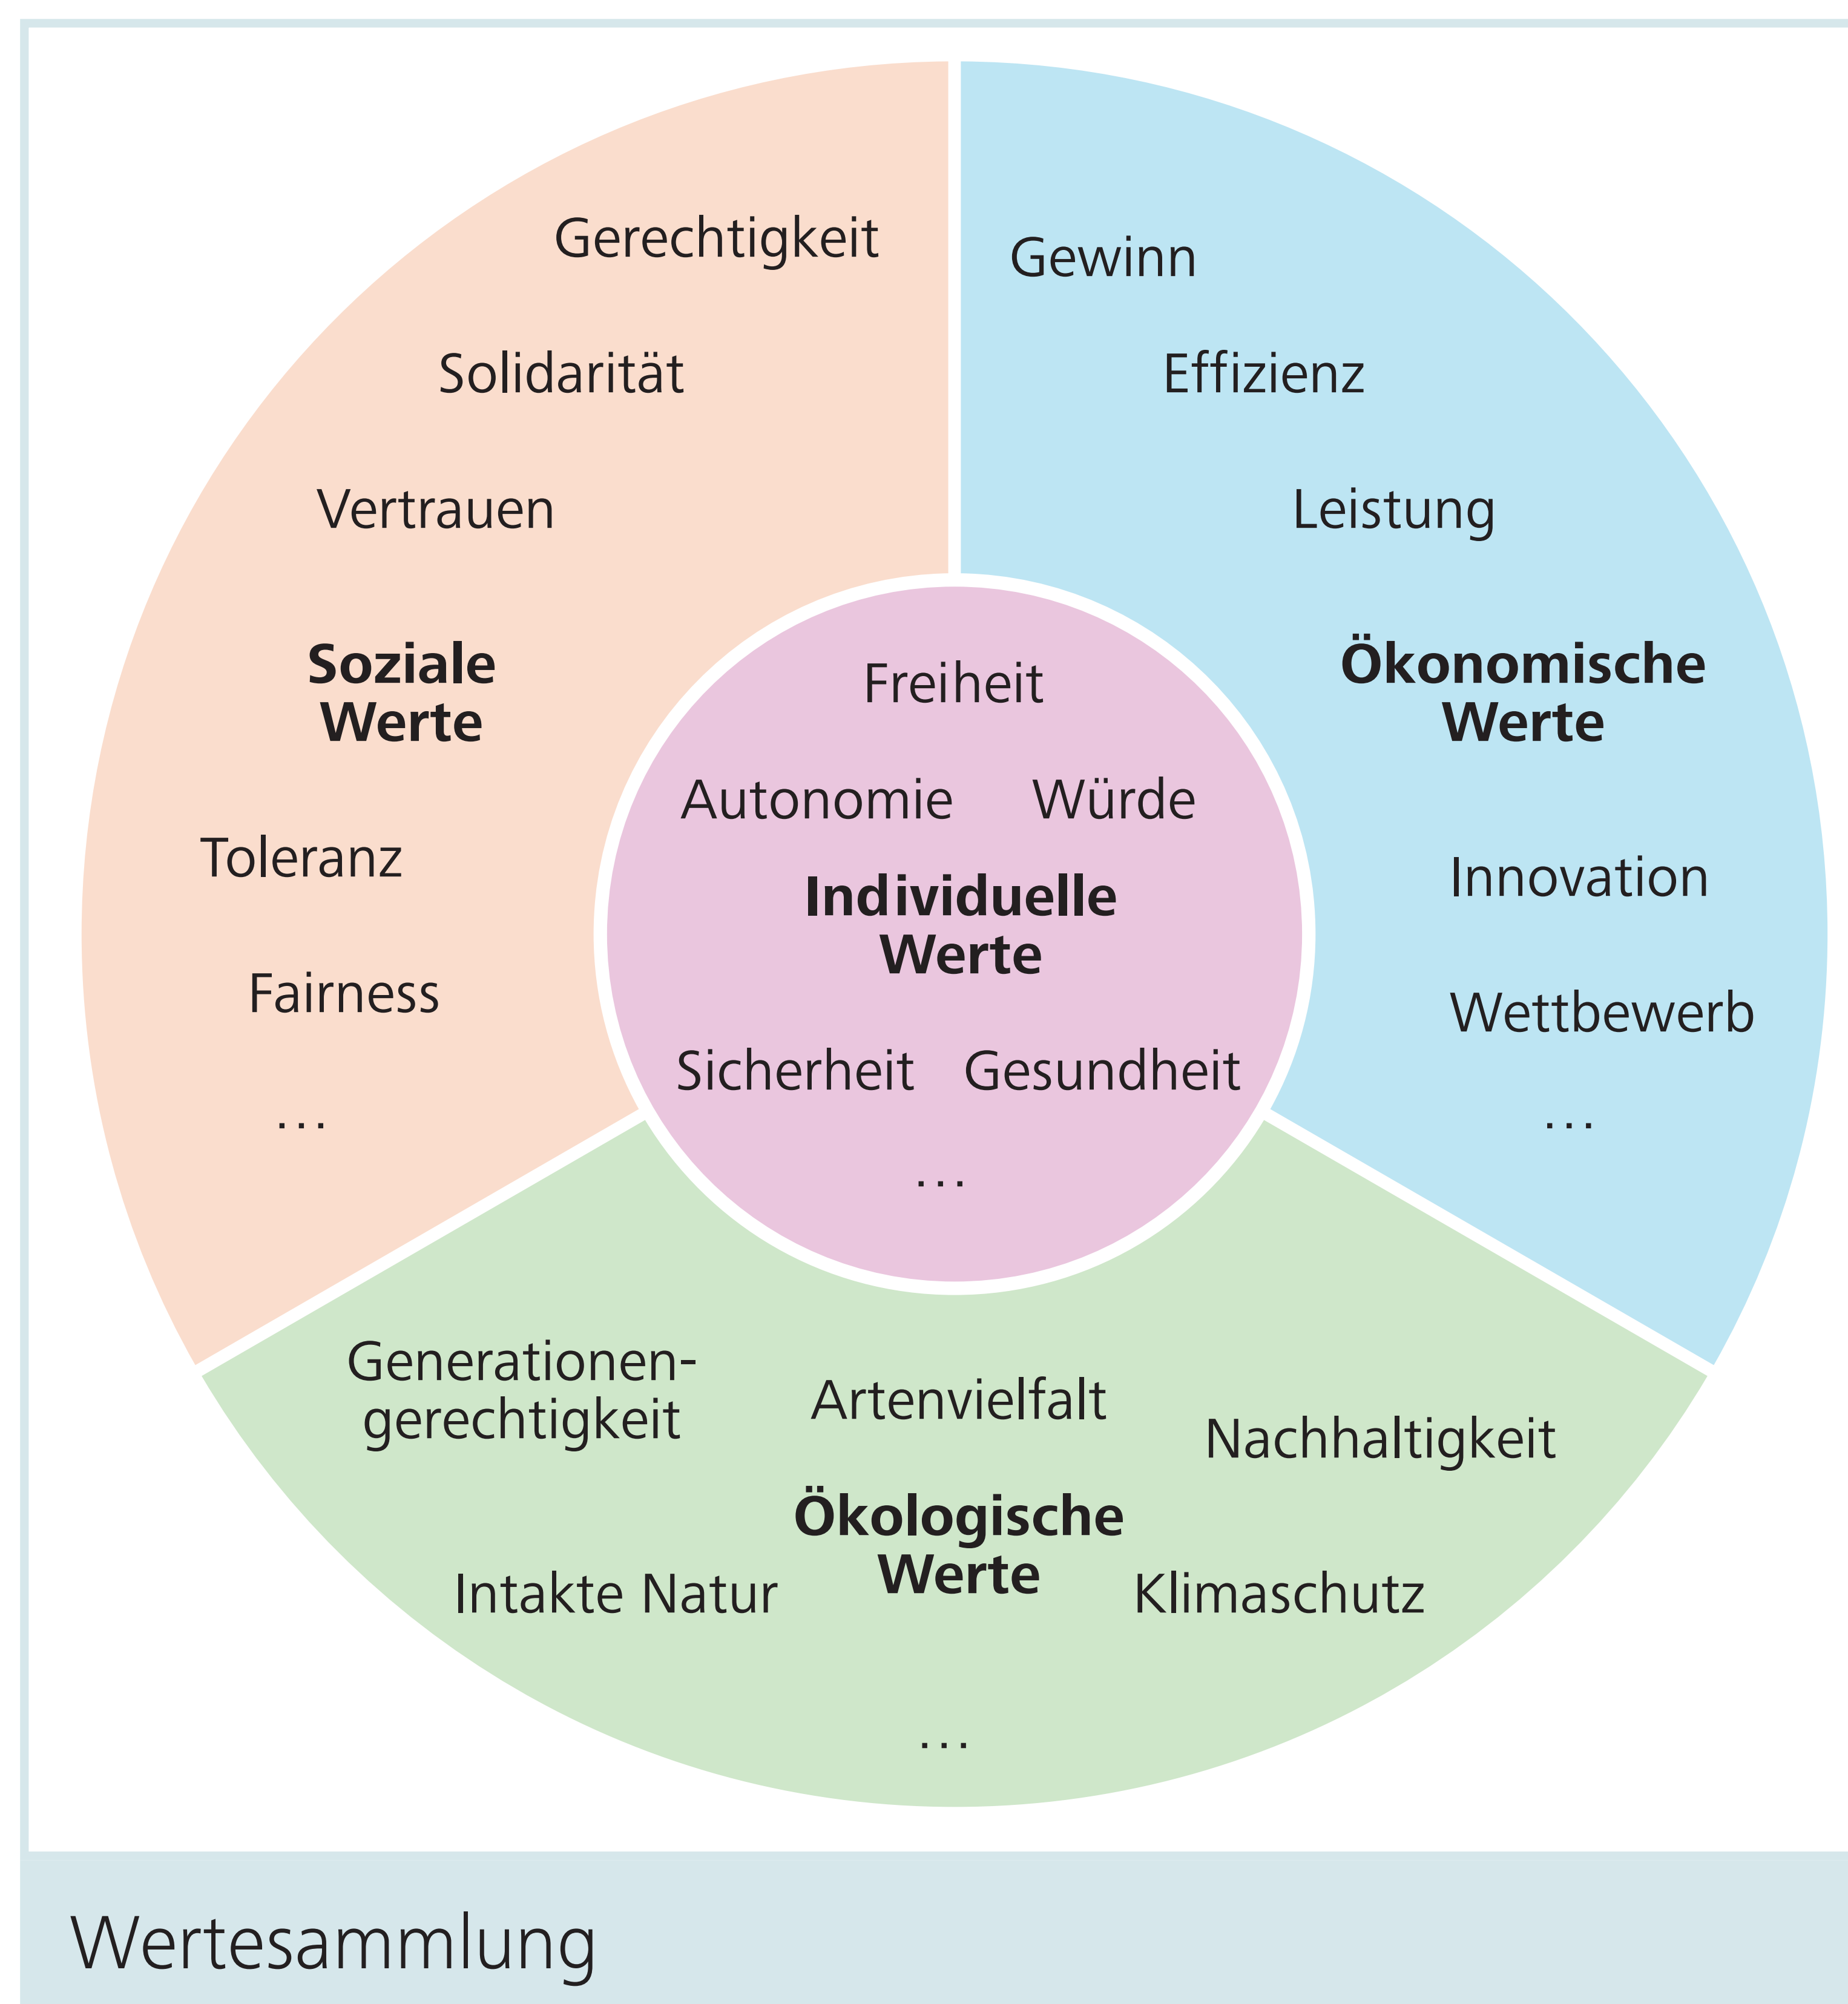 Gerechtigkeit
Solidarität
Vertrauen
Soziale
Werte
Toleranz
Fairness
...
Gewinn
Effizienz
Leistung
Ökonomische
Werte
Innovation
Wettbewerb
...
Freiheit
Autonomie Würde
Individuelle
Werte
Sicherheit Gesundheit
...
Generationen-
gerechtigkeit
Artenvielfalt
Nachhaltigkeit
Ökologische
Werte
Intakte Natur
Klimaschutz
...
Wertesammlung